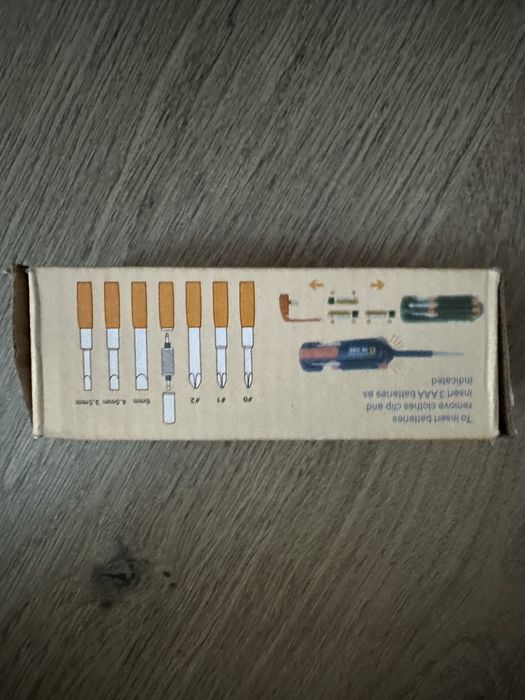 To insert batteries
remove clothes clip and
insert 3 AAA batteries as
indicated
#0
#1
#2
6mm
4.5mm
3.5mm